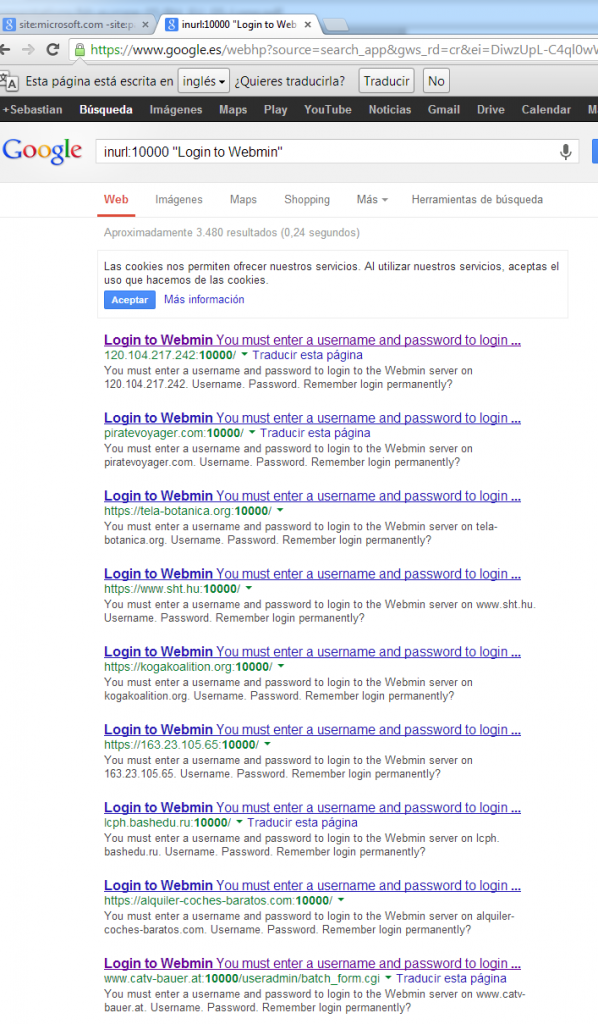 site:microsoft.com -site:p
inurl:10000 "Login to Web
https://www.google.es/webhp?source=search_app&gws_rd=cr&ei=DiwzUpL-C4ql0w
Esta página está escrita en inglés ¿Quieres traducirla? Traducir No
+Sebastian Búsqueda Imágenes Maps Play YouTube Noticias Gmail Drive Calendar M
Google inurl:10000 "Login to Webmin"
Web Imágenes Maps Shopping Más Herramientas de búsqueda
Aproximadamente 3.480 resultados (0,24 segundos)
Las cookies nos permiten ofrecer nuestros servicios. Al utilizar nuestros servicios, aceptas el
uso que hacemos de las cookies.
Aceptar Más información
Login to Webmin You must enter a username and password to login ...
120.104.217.242:10000/ Traducir esta página
You must enter a username and password to login to the Webmin server on
120.104.217.242. Username. Password. Remember login permanently?
Login to Webmin You must enter a username and password to login ...
piratevoyager.com:10000/ Traducir esta página
You must enter a username and password to login to the Webmin server on
piratevoyager.com. Username. Password. Remember login permanently?
Login to Webmin You must enter a username and password to login ...
https://tela-botanica.org:10000/
You must enter a username and password to login to the Webmin server on tela-
botanica.org. Username. Password. Remember login permanently?
Login to Webmin You must enter a username and password to login ...
https://www.sht.hu:10000/
You must enter a username and password to login to the Webmin server on www.sht.hu.
Username. Password. Remember login permanently?
Login to Webmin You must enter a username and password to login ...
https://kogakoalition.org:10000/
You must enter a username and password to login to the Webmin server on
kogakoalition.org. Username. Password. Remember login permanently?
Login to Webmin You must enter a username and password to login ...
https://163.23.105.65:10000/
You must enter a username and password to login to the Webmin server on
163.23.105.65. Username. Password. Remember login permanently?
Login to Webmin You must enter a username and password to login ...
lcph.bashedu.ru:10000/ Traducir esta página
You must enter a username and password to login to the Webmin server on lcph.
bashedu.ru. Username. Password. Remember login permanently?
Login to Webmin You must enter a username and password to login ...
https://alquiler-coches-baratos.com:10000/
You must enter a username and password to login to the Webmin server on alquiler-
coches-baratos.com. Username. Password. Remember login permanently?
Login to Webmin You must enter a username and password to login ...
www.catv-bauer.at:10000/useradmin/batch_form.cgi Traducir esta página
You must enter a username and password to login to the Webmin server on www.catv-
bauer.at. Username. Password. Remember login permanently?